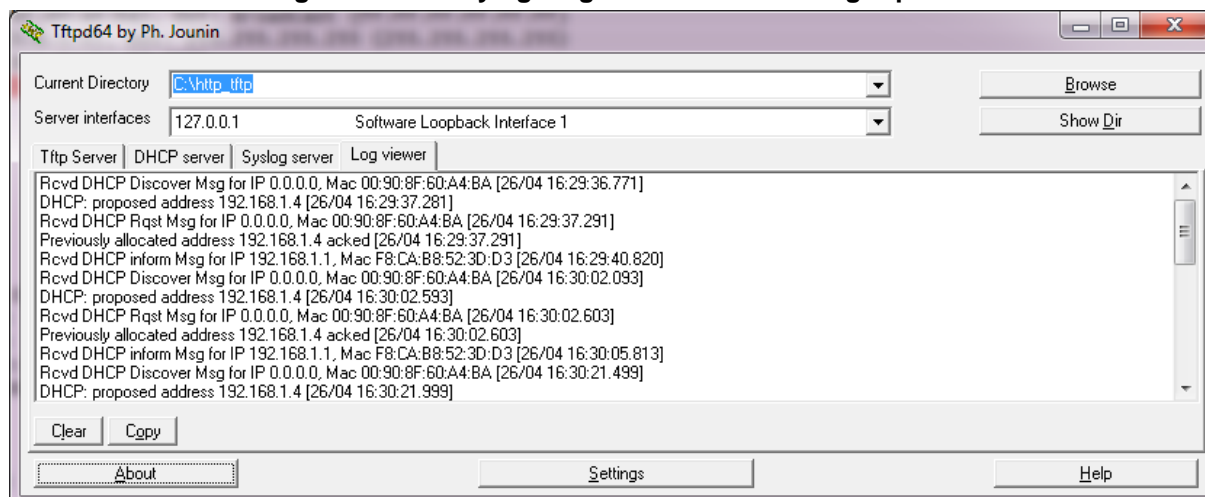 Tftpd64 by Ph. Jounin
Current Directory C:\http_tftp Browse
Server interfaces 127.0.0.1 Software Loopback Interface 1 Show Dir
Tftp Server DHCP server Syslog server Log viewer
Rcvd DHCP Discover Msg for IP 0.0.0.0, Mac 00:90:8F:60:A4:BA [26/04 16:29:36.771]
DHCP: proposed address 192.168.1.4 [26/04 16:29:37.281]
Rcvd DHCP Rqst Msg for IP 0.0.0.0, Mac 00:90:8F:60:A4:BA [26/04 16:29:37.291]
Previously allocated address 192.168.1.4 acked [26/04 16:29:37.291]
Rcvd DHCP inform Msg for IP 192.168.1.1, Mac F8:CA:B8:52:3D:D3 [26/04 16:29:40.820]
Rcvd DHCP Discover Msg for IP 0.0.0.0, Mac 00:90:8F:60:A4:BA [26/04 16:30:02.093]
DHCP: proposed address 192.168.1.4 [26/04 16:30:02.593]
Rcvd DHCP Rqst Msg for IP 0.0.0.0, Mac 00:90:8F:60:A4:BA [26/04 16:30:02.603]
Previously allocated address 192.168.1.4 acked [26/04 16:30:02.603]
Rcvd DHCP inform Msg for IP 192.168.1.1, Mac F8:CA:B8:52:3D:D3 [26/04 16:30:05.813]
Rcvd DHCP Discover Msg for IP 0.0.0.0, Mac 00:90:8F:60:A4:BA [26/04 16:30:21.499]
DHCP: proposed address 192.168.1.4 [26/04 16:30:21.999]
Clear Copy
About Settings Help